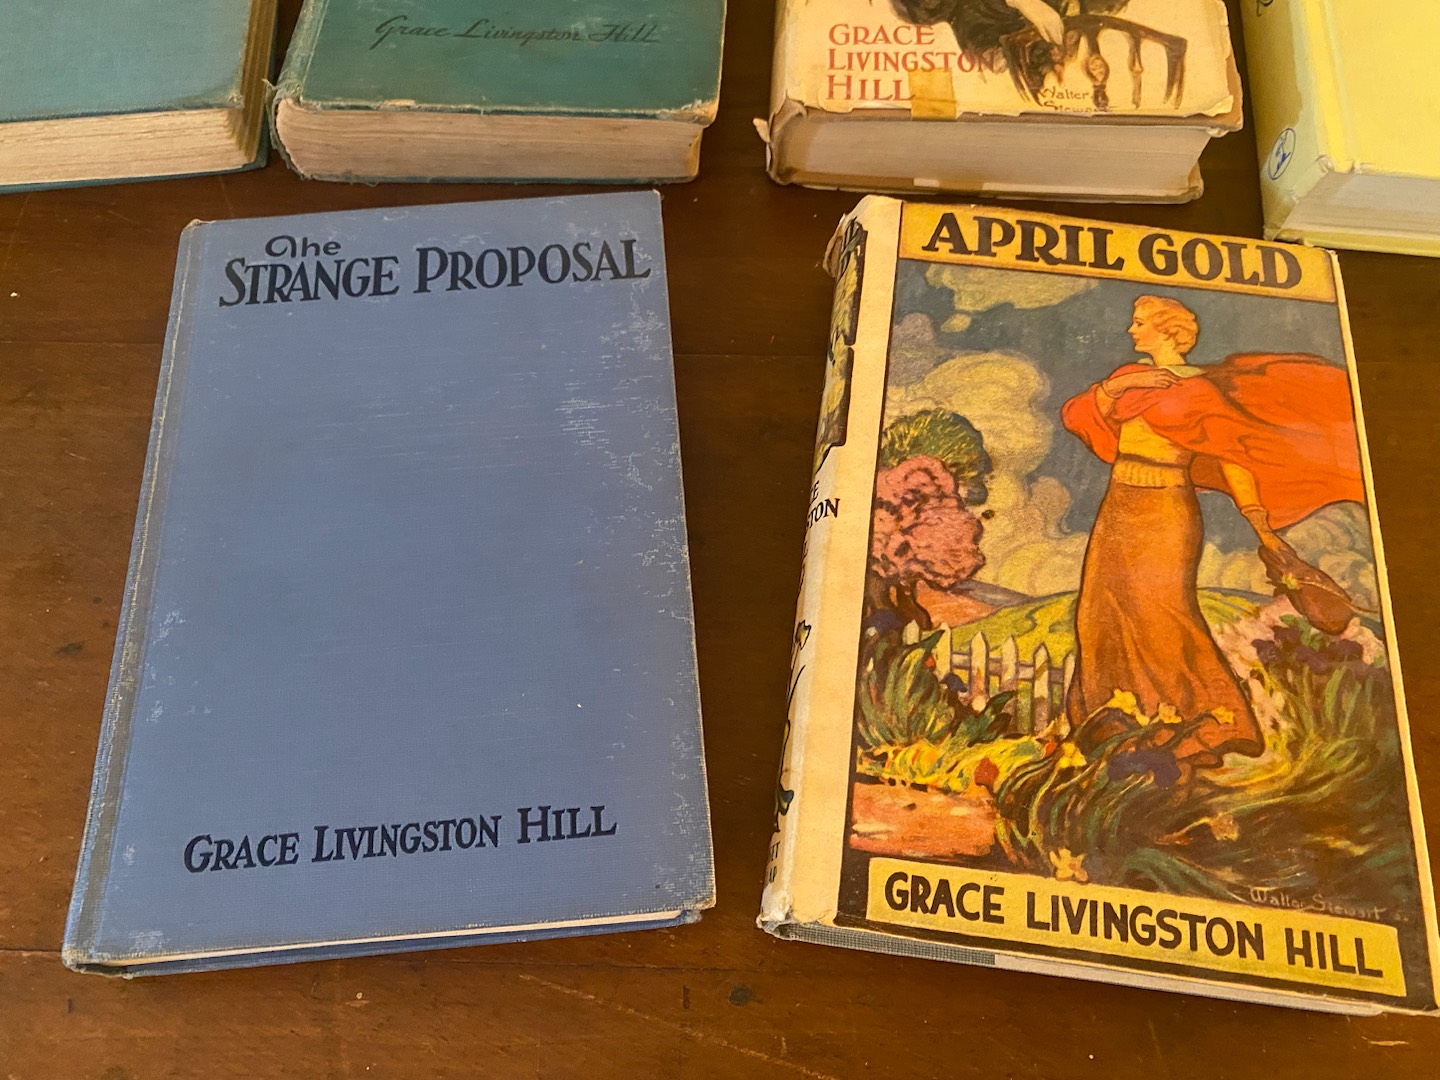 Grace Livingston Hill
GRACE
LIVINGSTON
HILL
Walter
Stewart
The
STRANGE PROPOSAL
GRACE LIVINGSTON HILL
APRIL GOLD
Walter Stewart
GRACE LIVINGSTON HILL